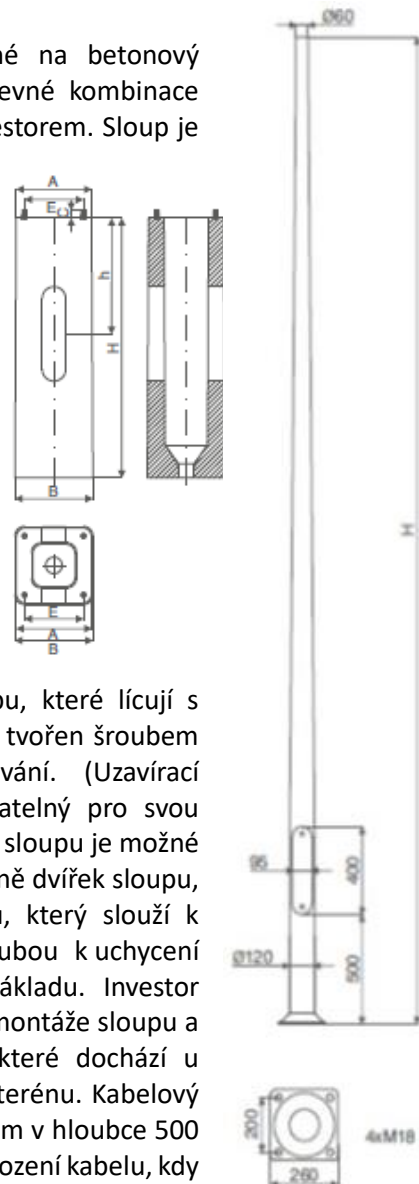 né na betonový
evné kombinace
estorem. Sloup je
A
E
C
h
H
B
E
A
B
pu, které lícují s
tvořen šroubem
vání. (Uzavírací
atelný pro svou
sloupu je možné
ně dvířek sloupu,
u, který slouží k
ubou k uchycení
ákladu. Investor
montáže sloupu a
které dochází u
terénu. Kabelový
m v hloubce 500
ození kabelu, kdy
Ø60
H
95
400
Ø120
500
200
4xM18
260